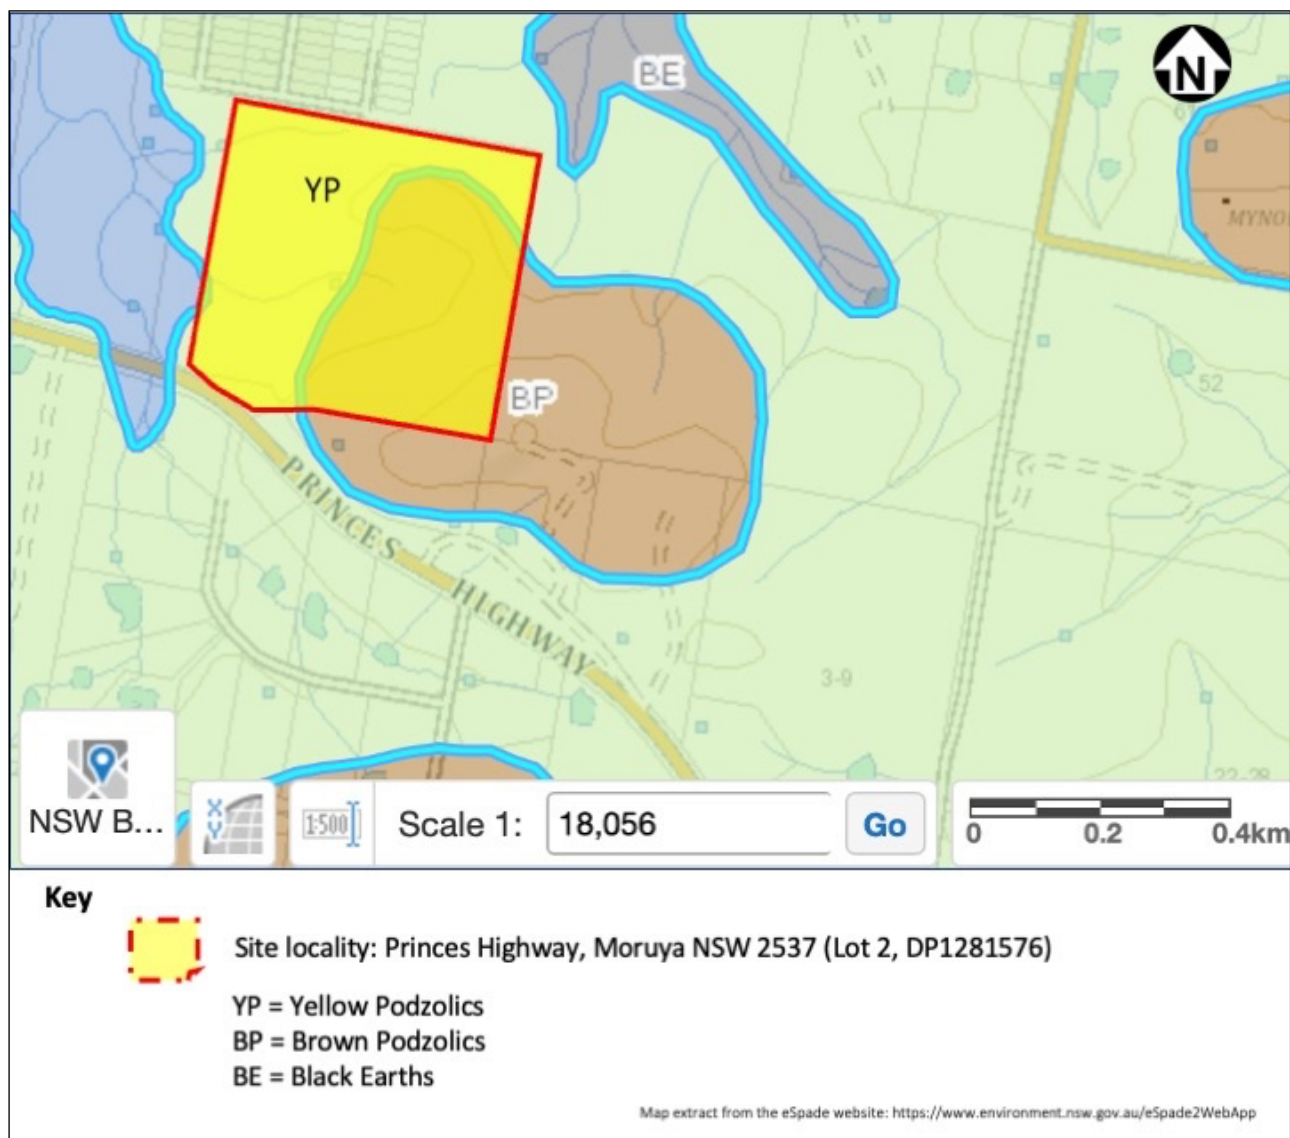 BE
N
YP
MYNO
52
BP
PRINCES HIGHWAY
3-9
22-28
NSW B...
X
Y
1:500
Scale 1:
18,056
Go
0 0.2 0.4km
Key
Site locality: Princes Highway, Moruya NSW 2537 (Lot 2, DP1281576)
YP = Yellow Podzolics
BP = Brown Podzolics
BE = Black Earths
Map extract from the eSpade website: https://www.environment.nsw.gov.au/eSpade2WebApp